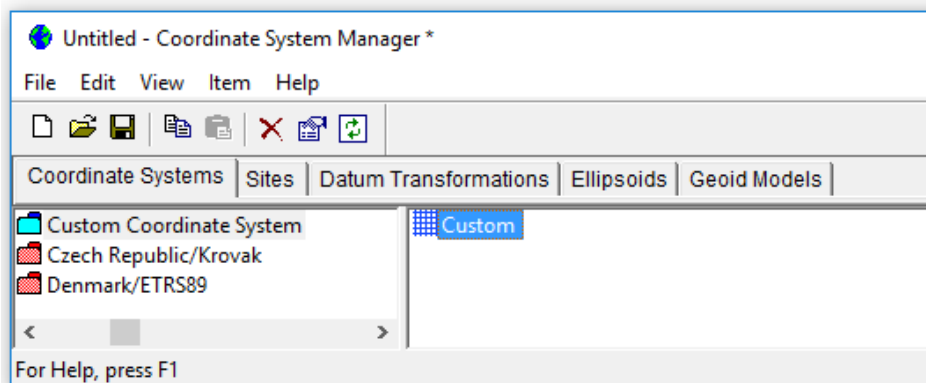 Untitled - Coordinate System Manager *
File Edit View Item Help
Coordinate Systems Sites Datum Transformations Ellipsoids Geoid Models
Custom Coordinate System
Czech Republic/Krovak
Denmark/ETRS89
Custom
For Help, press F1